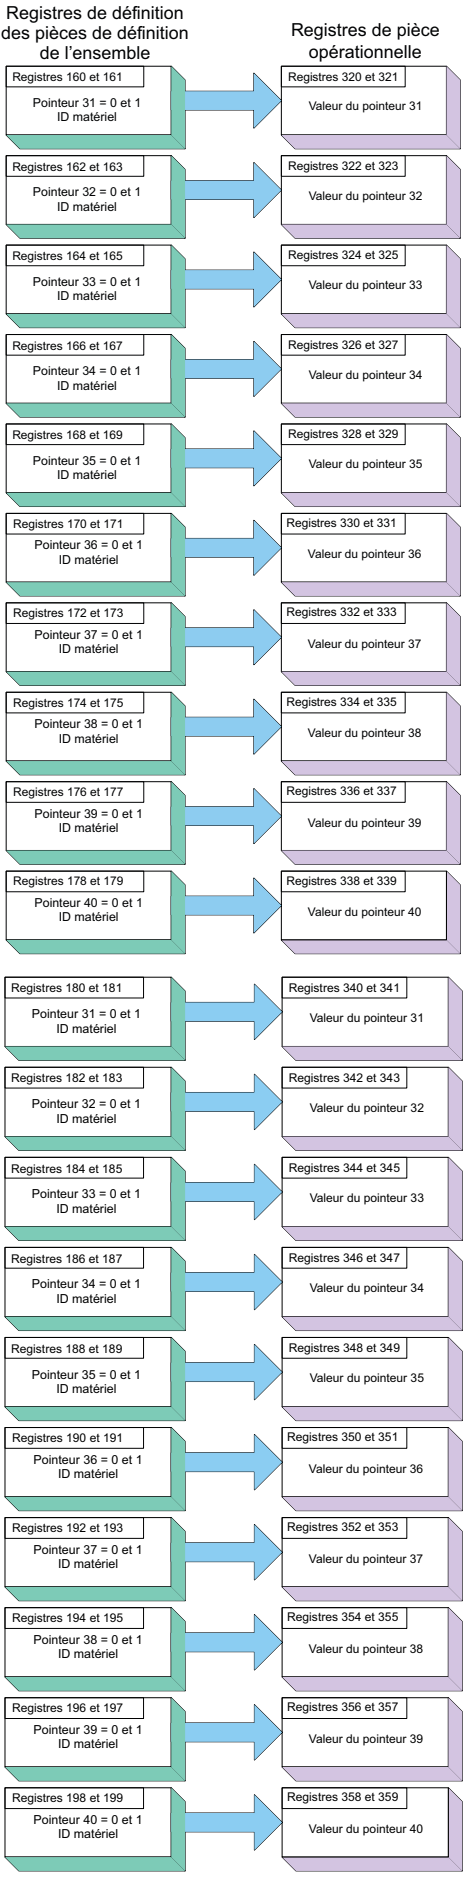 Registres de définition
des pièces de définition
de l'ensemble
Registres de pièce
opérationnelle
Registres 160 et 161
Pointeur 31 = 0 et 1
ID matériel
Registres 320 et 321
Valeur du pointeur 31
Registres 162 et 163
Pointeur 32 = 0 et 1
ID matériel
Registres 322 et 323
Valeur du pointeur 32
Registres 164 et 165
Pointeur 33 = 0 et 1
ID matériel
Registres 324 et 325
Valeur du pointeur 33
Registres 166 et 167
Pointeur 34 = 0 et 1
ID matériel
Registres 326 et 327
Valeur du pointeur 34
Registres 168 et 169
Pointeur 35 = 0 et 1
ID matériel
Registres 328 et 329
Valeur du pointeur 35
Registres 170 et 171
Pointeur 36 = 0 et 1
ID matériel
Registres 330 et 331
Valeur du pointeur 36
Registres 172 et 173
Pointeur 37 = 0 et 1
ID matériel
Registres 332 et 333
Valeur du pointeur 37
Registres 174 et 175
Pointeur 38 = 0 et 1
ID matériel
Registres 334 et 335
Valeur du pointeur 38
Registres 176 et 177
Pointeur 39 = 0 et 1
ID matériel
Registres 336 et 337
Valeur du pointeur 39
Registres 178 et 179
Pointeur 40 = 0 et 1
ID matériel
Registres 338 et 339
Valeur du pointeur 40
Registres 180 et 181
Pointeur 31 = 0 et 1
ID matériel
Registres 340 et 341
Valeur du pointeur 31
Registres 182 et 183
Pointeur 32 = 0 et 1
ID matériel
Registres 342 et 343
Valeur du pointeur 32
Registres 184 et 185
Pointeur 33 = 0 et 1
ID matériel
Registres 344 et 345
Valeur du pointeur 33
Registres 186 et 187
Pointeur 34 = 0 et 1
ID matériel
Registres 346 et 347
Valeur du pointeur 34
Registres 188 et 189
Pointeur 35 = 0 et 1
ID matériel
Registres 348 et 349
Valeur du pointeur 35
Registres 190 et 191
Pointeur 36 = 0 et 1
ID matériel
Registres 350 et 351
Valeur du pointeur 36
Registres 192 et 193
Pointeur 37 = 0 et 1
ID matériel
Registres 352 et 353
Valeur du pointeur 37
Registres 194 et 195
Pointeur 38 = 0 et 1
ID matériel
Registres 354 et 355
Valeur du pointeur 38
Registres 196 et 197
Pointeur 39 = 0 et 1
ID matériel
Registres 356 et 357
Valeur du pointeur 39
Registres 198 et 199
Pointeur 40 = 0 et 1
ID matériel
Registres 358 et 359
Valeur du pointeur 40